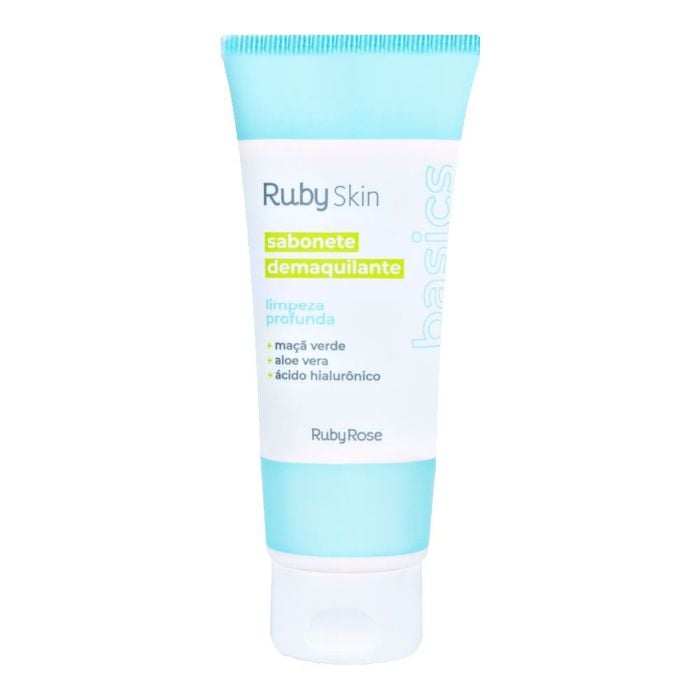 Ruby Skin
sabonete
demaquilante
limpeza
profunda
+ maçã verde
+ aloe vera
+ ácido hialurônico
RubyRose
basics